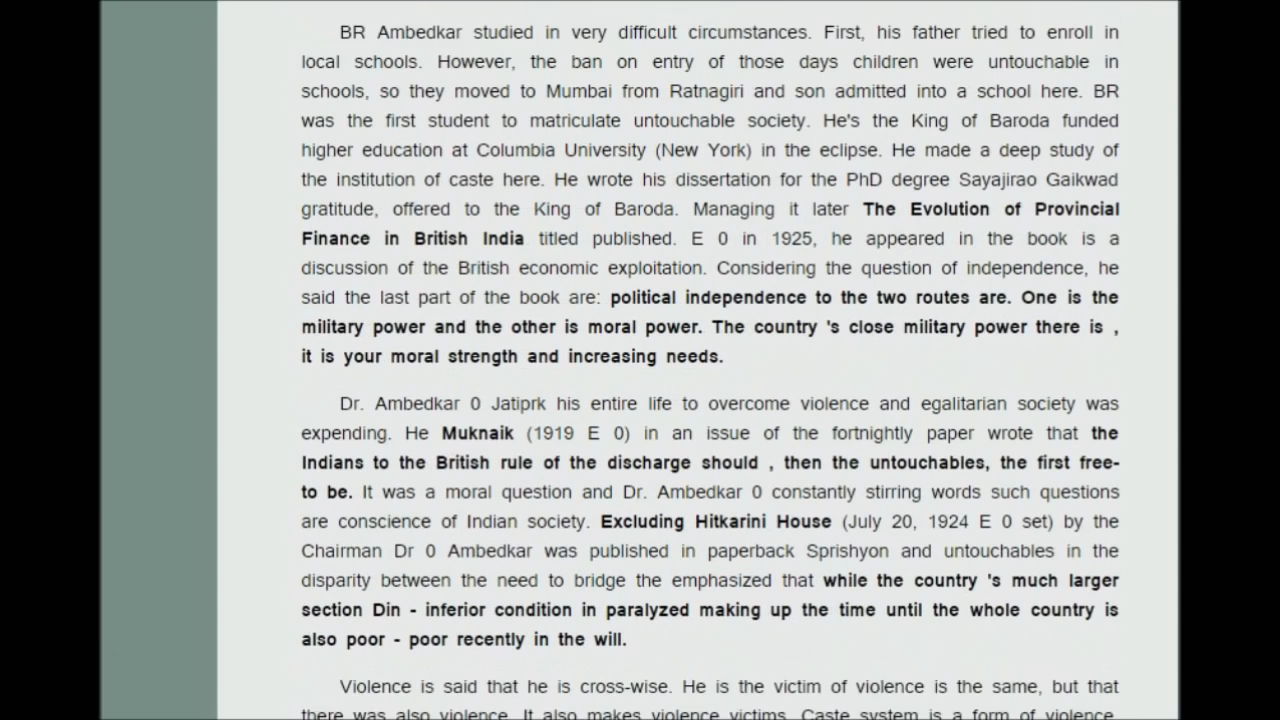 BR Ambedkar studied in very difficult circumstances. First, his father tried to enroll in
local schools. However, the ban on entry of those days children were untouchable in
schools, so they moved to Mumbai from Ratnagiri and son admitted into a school here. BR
was the first student to matriculate untouchable society. He's the King of Baroda funded
higher education at Columbia University (New York) in the eclipse. He made a deep study of
the institution of caste here. He wrote his dissertation for the PhD degree Sayajirao Gaikwad
gratitude, offered to the King of Baroda. Managing it later The Evolution of Provincial
Finance in British India titled published. E 0 in 1925, he appeared in the book is a
discussion of the British economic exploitation. Considering the question of independence, he
said the last part of the book are: political independence to the two routes are. One is the
military power and the other is moral power. The country 's close military power there is ,
it is your moral strength and increasing needs.
Dr. Ambedkar 0 Jatiprk his entire life to overcome violence and egalitarian society was
expending. He Muknaik (1919 E 0) in an issue of the fortnightly paper wrote that the
Indians to the British rule of the discharge should , then the untouchables, the first free-
to be. It was a moral question and Dr. Ambedkar 0 constantly stirring words such questions
are conscience of Indian society. Excluding Hitkarini House (July 20, 1924 E 0 set) by the
Chairman Dr 0 Ambedkar was published in paperback Sprishyon and untouchables in the
disparity between the need to bridge the emphasized that while the country 's much larger
section Din - inferior condition in paralyzed making up the time until the whole country is
also poor - poor recently in the will.
Violence is said that he is cross-wise. He is the victim of violence is the same, but that
there was also violence. It also makes violence victims. Caste system is a form of violence.